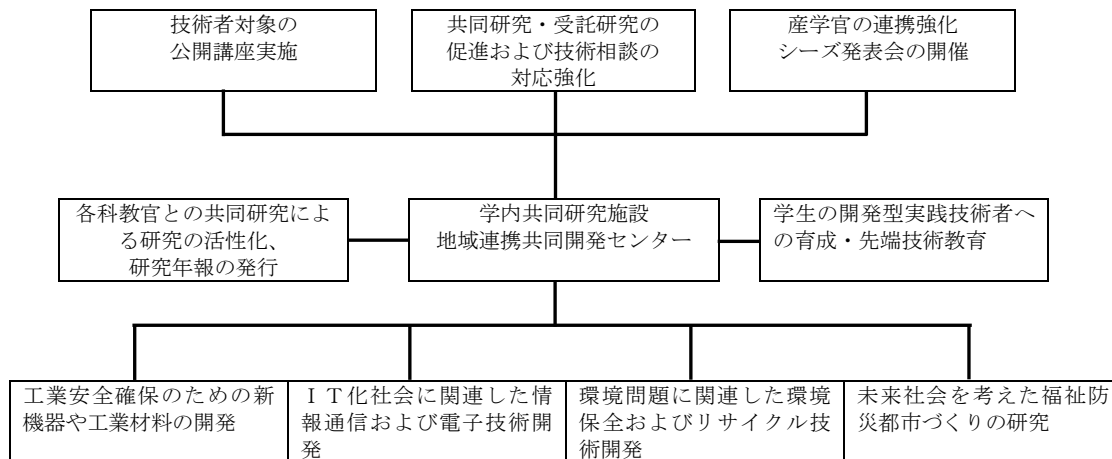 技術者対象の
公開講座実施
共同研究・受託研究の
促進および技術相談の
対応強化
産学官の連携強化
シーズ発表会の開催
各科教官との共同研究によ
る研究の活性化、
研究年報の発行
学内共同研究施設
地域連携共同開発センター
学生の開発型実践技術者へ
の育成・先端技術教育
工業安全確保のための新
機器や工業材料の開発
ＩＴ化社会に関連した情
報通信および電子技術開
発
環境問題に関連した環境
保全およびリサイクル技
術開発
未来社会を考えた福祉防
災都市づくりの研究